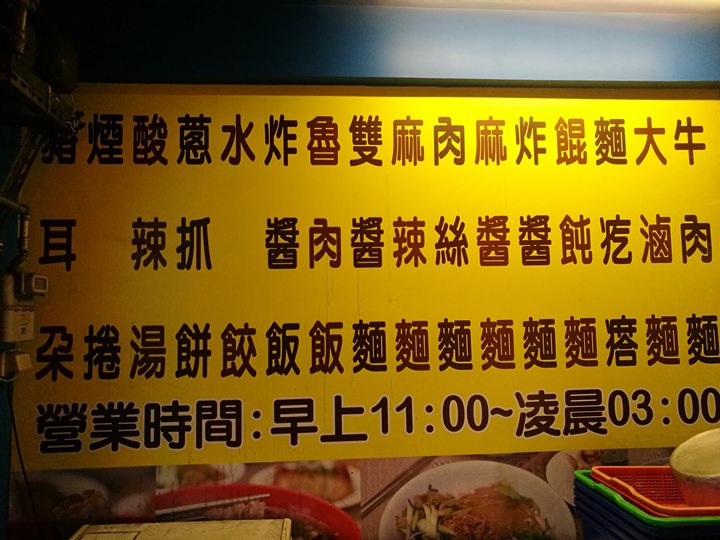 牛肉麵
大滷麵
麵疙瘩
餛飩麵
炸醬麵
麻醬麵
肉絲麵
麻辣麵
雙醬麵
魯肉飯
炸醬飯
水餃
蔥抓餅
酸辣湯
煙捲
豬耳朵
營業時間:早上11:00~凌晨03:00